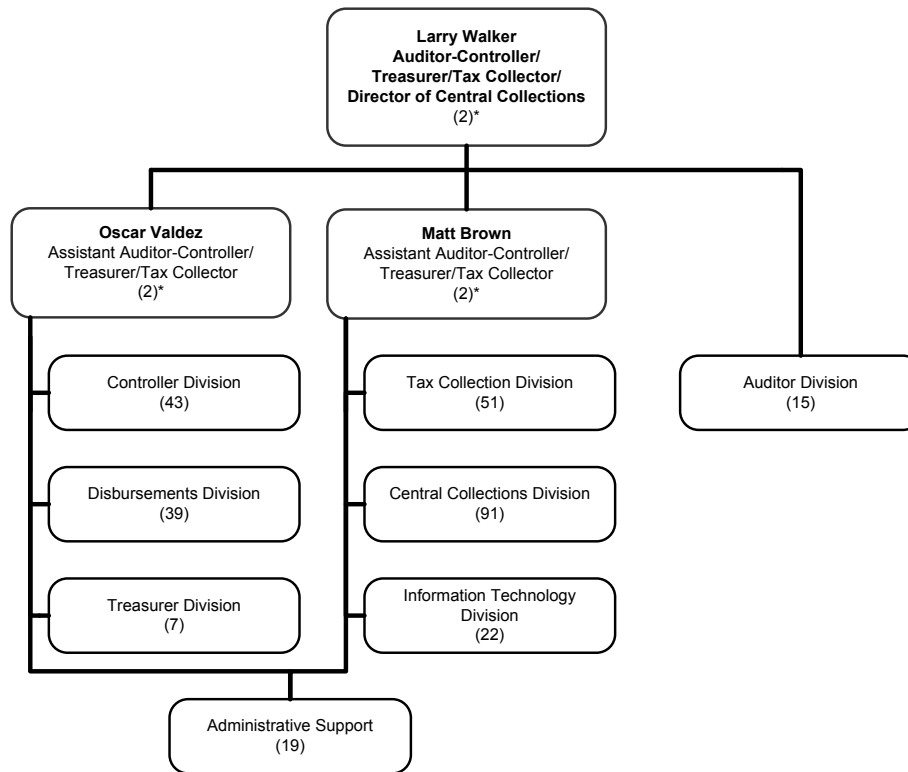 Larry Walker
Auditor-Controller/
Treasurer/Tax Collector/
Director of Central Collections
(2)*
Oscar Valdez
Assistant Auditor-Controller/
Treasurer/Tax Collector
(2)*
Matt Brown
Assistant Auditor-Controller/
Treasurer/Tax Collector
(2)*
Controller Division
(43)
Tax Collection Division
(51)
Auditor Division
(15)
Disbursements Division
(39)
Central Collections Division
(91)
Treasurer Division
(7)
Information Technology
Division
(22)
Administrative Support
(19)